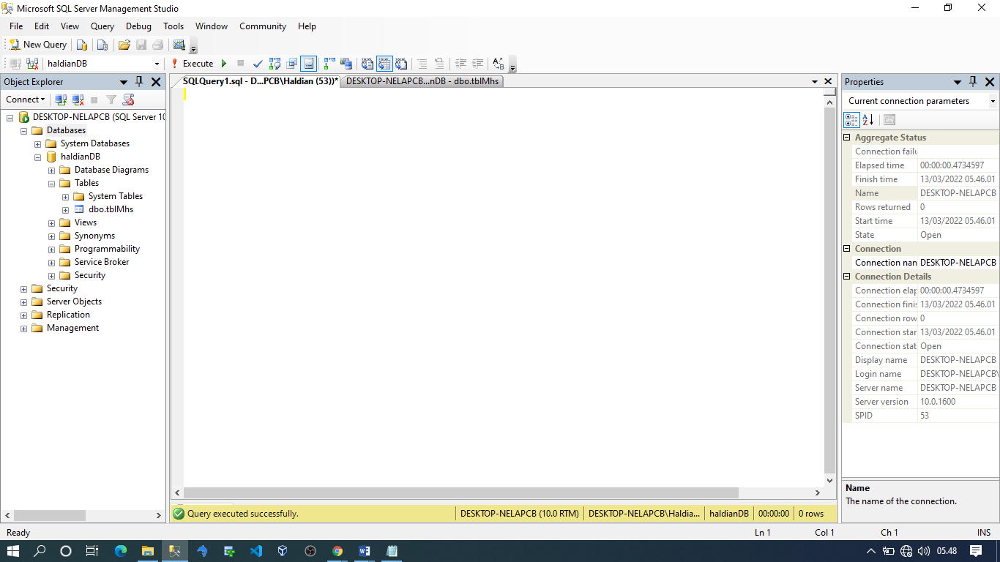 Microsoft SQL Server Management Studio
File Edit View Query Debug Tools Window Community Help
New Query
haldianDB Execute
Object Explorer
Connect
DESKTOP-NELAPCB (SQL Server 10
Databases
System Databases
haldianDB
Database Diagrams
Tables
System Tables
dbo.tblMhs
Views
Synonyms
Programmability
Service Broker
Security
Security
Server Objects
Replication
Management
SQLQuery1.sql - D...PCB\Haldian (53))* DESKTOP-NELAPCB...nDB - dbo.tblMhs
Query executed successfully. DESKTOP-NELAPCB (10.0 RTM) DESKTOP-NELAPCB\Haldia... haldianDB 00:00:00 0 rows
Properties
Current connection parameters
Aggregate Status
Connection failu
Elapsed time 00:00:00.4734597
Finish time 13/03/2022 05.46.01
Name DESKTOP-NELAPCB
Rows returned 0
Start time 13/03/2022 05.46.01
State Open
Connection
Connection nan DESKTOP-NELAPCB
Connection Details
Connection elap 00:00:00.4734597
Connection finis 13/03/2022 05.46.01
Connection row 0
Connection star 13/03/2022 05.46.01
Connection stat Open
Display name DESKTOP-NELAPCB
Login name DESKTOP-NELAPCB\
Server name DESKTOP-NELAPCB
Server version 10.0.1600
SPID 53
Name
The name of the connection.
Ready Ln 1 Col 1 Ch 1 INS
05.48